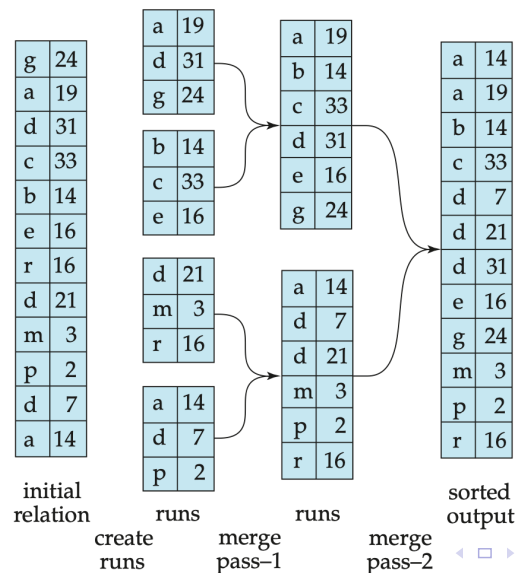 g 24
a 19
d 31
c 33
b 14
e 16
r 16
d 21
m 3
p 2
d 7
a 14
initial
relation
a 19
d 31
g 24
b 14
c 33
e 16
d 21
m 3
r 16
a 14
d 7
p 2
runs
create
runs
a 19
b 14
c 33
d 31
e 16
g 24
a 14
d 7
d 21
m 3
p 2
r 16
runs
merge
pass–1
a 14
a 19
b 14
c 33
d 7
d 21
d 31
e 16
g 24
m 3
p 2
r 16
sorted
output
merge
pass–2